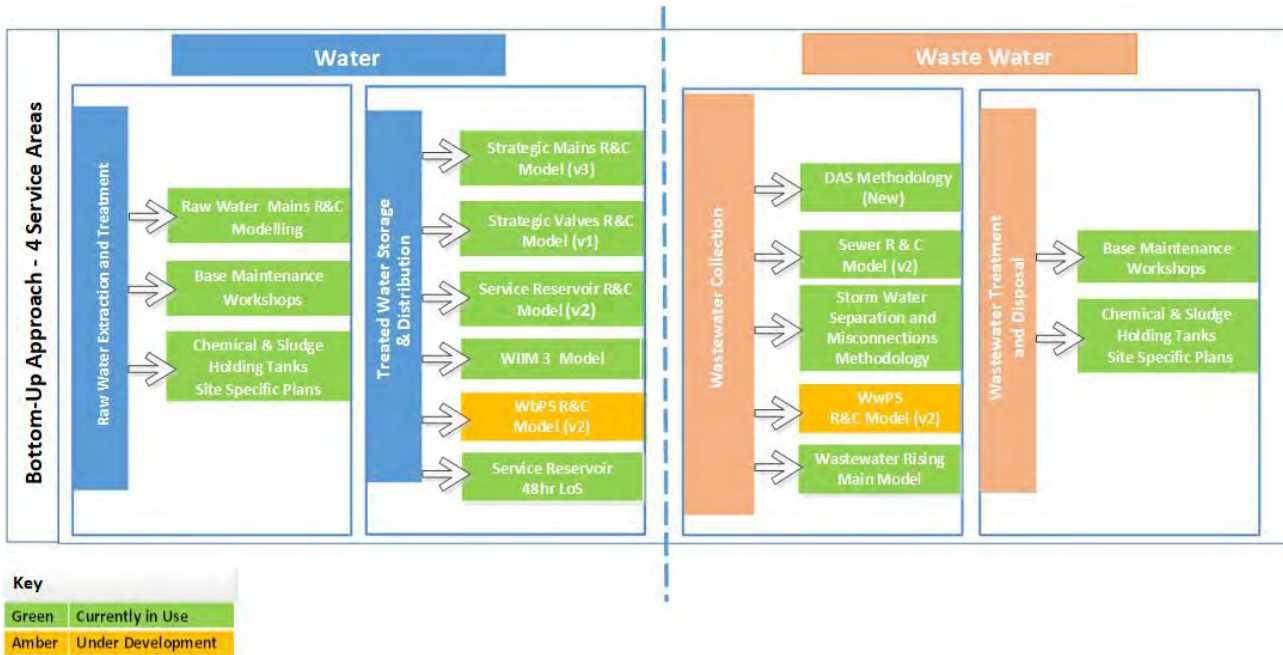 Bottom-Up Approach - 4 Service Areas
Water
Raw Water Extraction and Treatment
Raw Water Mains R&C
Modelling
Base Maintenance
Workshops
Chemical & Sludge
Holding Tanks
Site Specific Plans
Treated Water Storage
& Distribution
Strategic Mains R&C
Model (v3)
Strategic Valves R&C
Model (v1)
Service Reservoir R&C
Model (v2)
WIIM 3 Model
WbPS R&C
Model (v2)
Service Reservoir
48hr LoS
Waste Water
Wastewater Collection
DAS Methodology
(New)
Sewer R & C
Model (v2)
Storm Water
Separation and
Misconnections
Methodology
WwPS
R&C Model (v2)
Wastewater Rising
Main Model
Wastewater Treatment
and Disposal
Base Maintenance
Workshops
Chemical & Sludge
Holding Tanks
Site Specific Plans
Key
Green Currently in Use
Amber Under Development